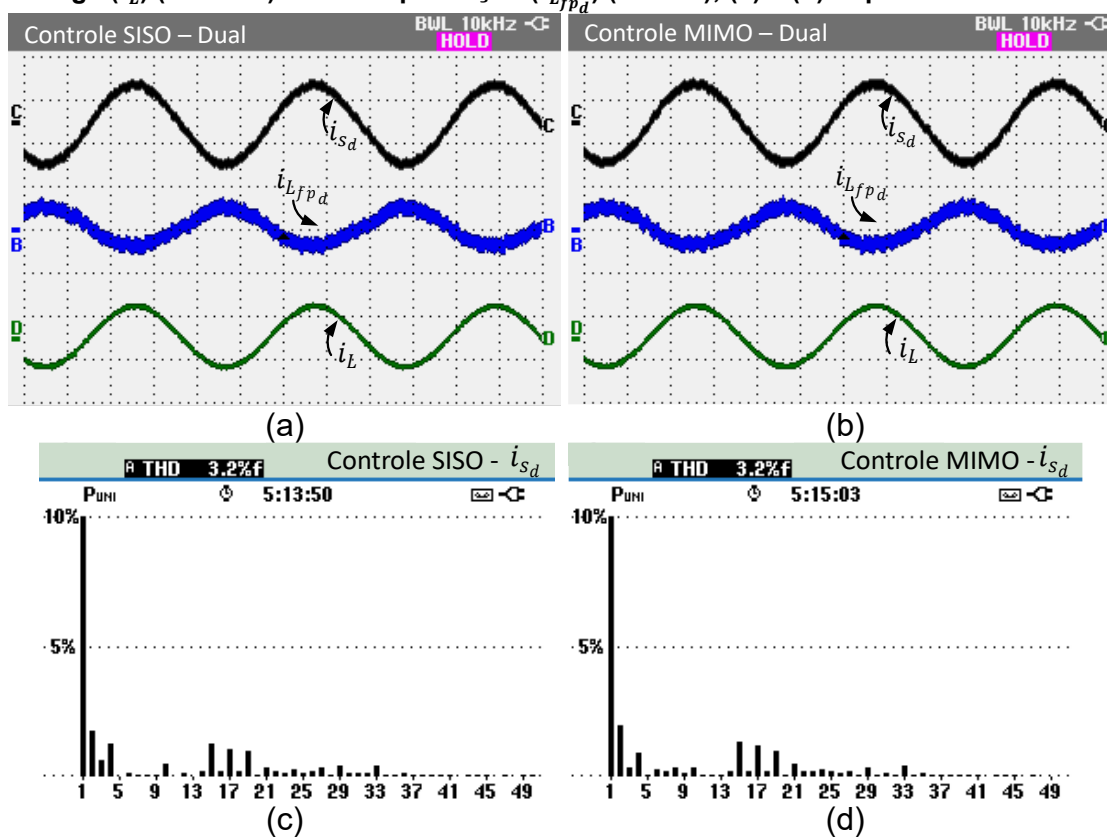 Controle SISO – Dual
BWL 10kHz
HOLD
C
C
i_{s_d}
i_{L_{fp_d}}
B
B
D
D
i_L
(a)
Controle MIMO – Dual
BWL 10kHz
HOLD
C
C
i_{s_d}
i_{L_{fp_d}}
B
B
D
D
i_L
(b)
A THD 3.2%f
Controle SISO - i_{s_d}
PUNI 5:13:50
10%
5%
1 5 9 13 17 21 25 29 33 37 41 45 49
(c)
A THD 3.2%f
Controle MIMO - i_{s_d}
PUNI 5:15:03
10%
5%
1 5 9 13 17 21 25 29 33 37 41 45 49
(d)